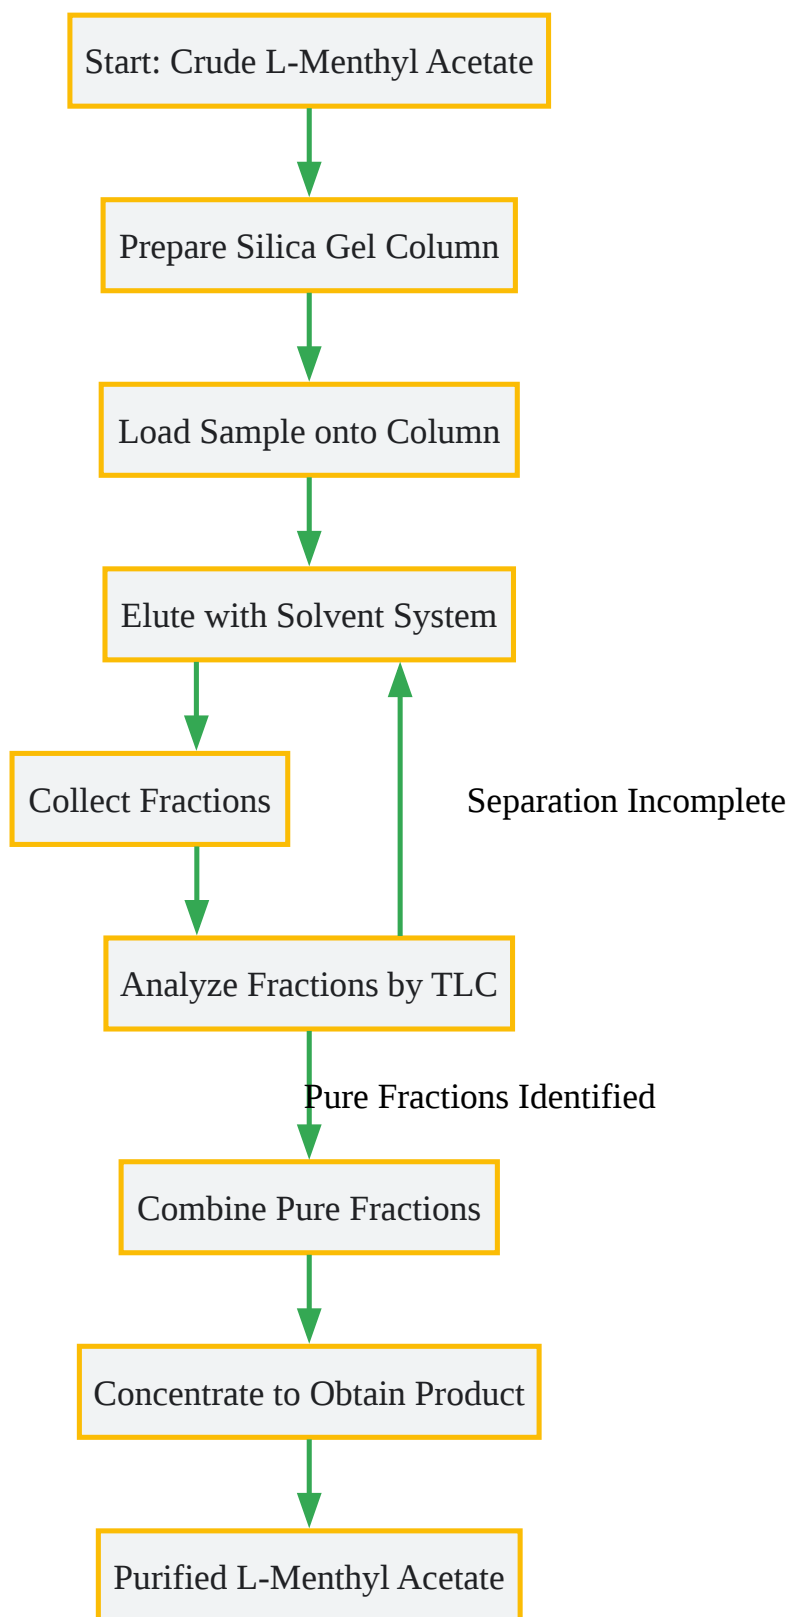 Start: Crude L-Menthyl Acetate
Prepare Silica Gel Column
Load Sample onto Column
Elute with Solvent System
Collect Fractions
Separation Incomplete
Analyze Fractions by TLC
Pure Fractions Identified
Combine Pure Fractions
Concentrate to Obtain Product
Purified L-Menthyl Acetate